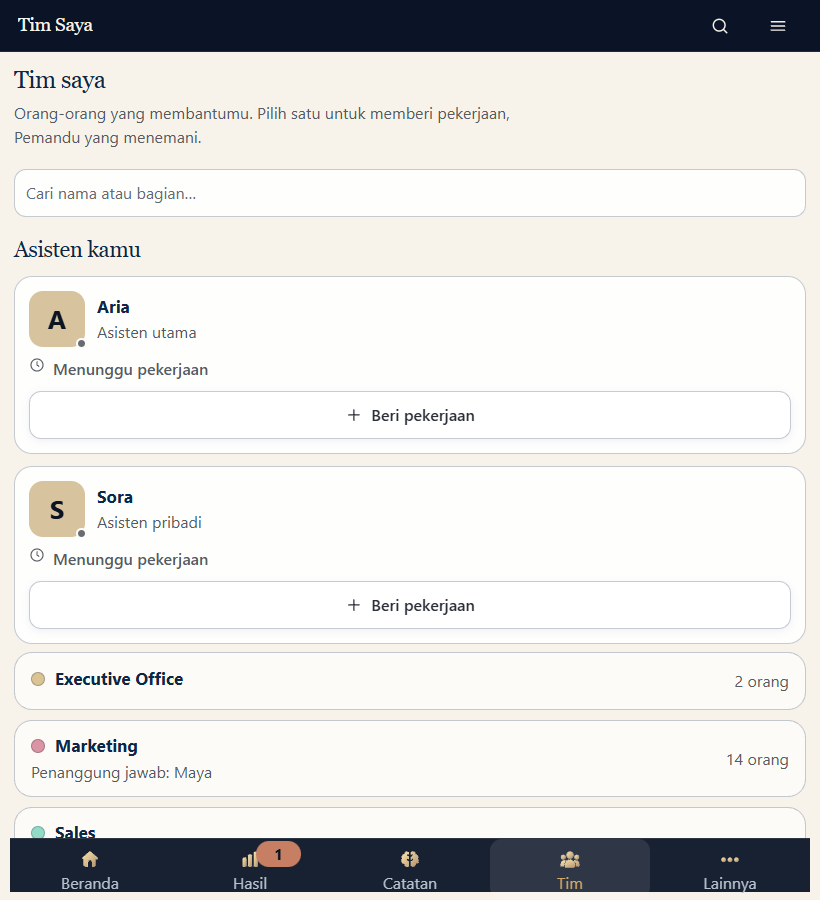 Tim Saya
Tim saya
Orang-orang yang membantumu. Pilih satu untuk memberi pekerjaan,
Pemandu yang menemani.
Cari nama atau bagian...
Asisten kamu
A
Aria
Asisten utama
Menunggu pekerjaan
+ Beri pekerjaan
S
Sora
Asisten pribadi
Menunggu pekerjaan
+ Beri pekerjaan
Executive Office
2 orang
Marketing
Penanggung jawab: Maya
14 orang
Sales
1
Beranda
Hasil
Catatan
Tim
Lainnya